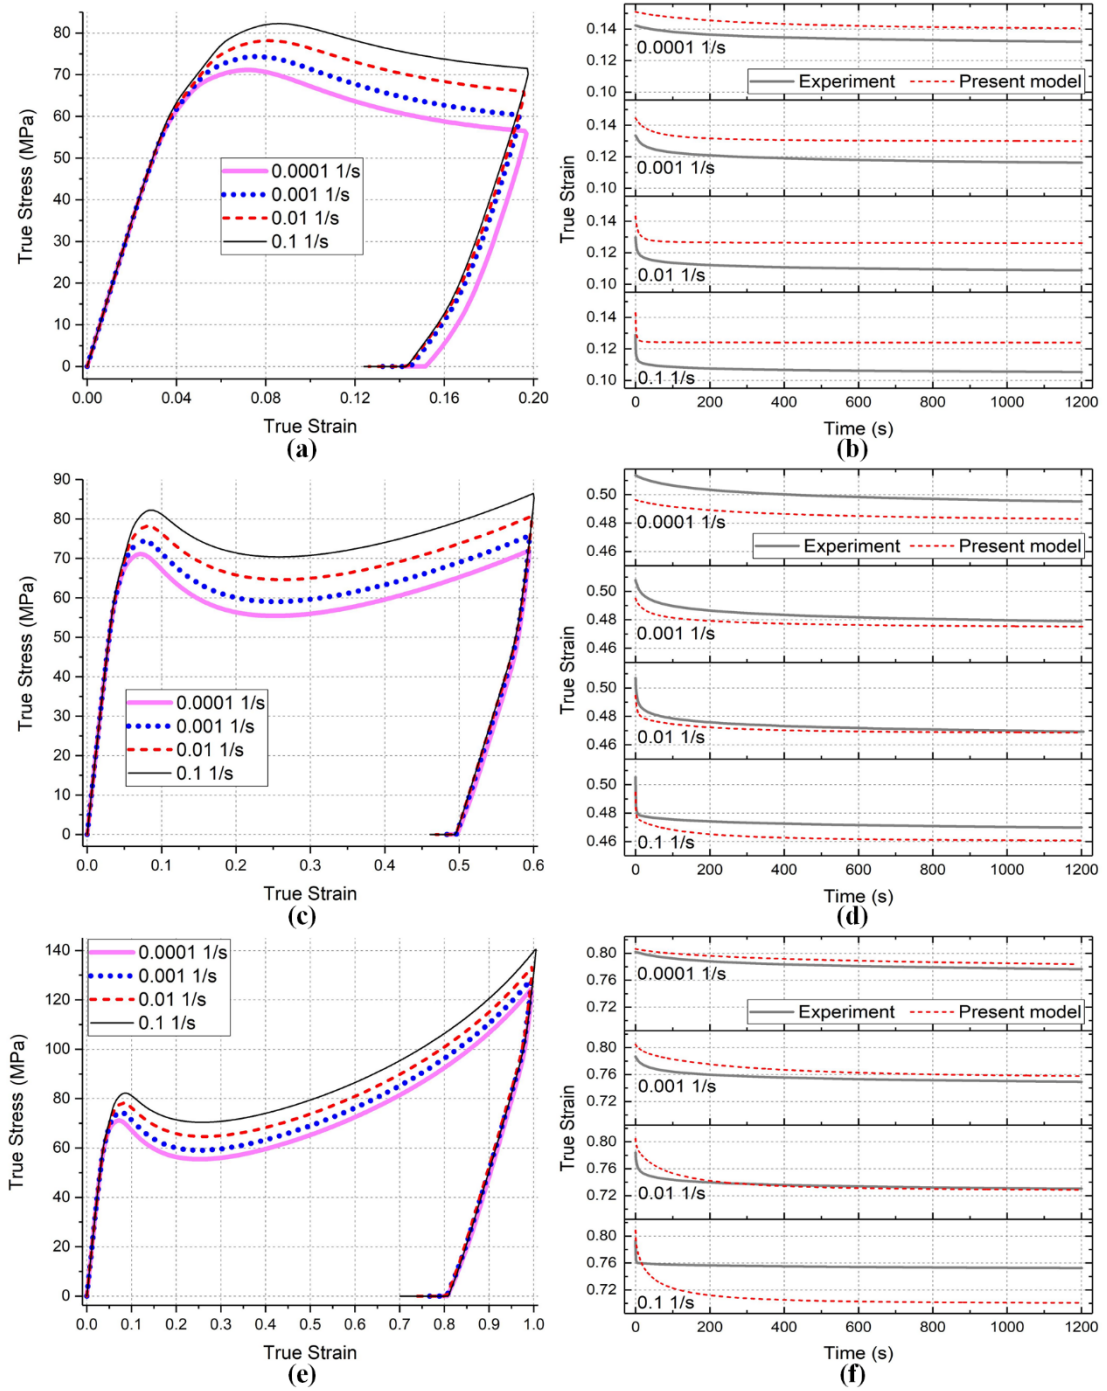 True Stress (MPa)
80
70
60
50
40
30
20
10
0
0.0001 1/s
0.001 1/s
0.01 1/s
0.1 1/s
0.00 0.04 0.08 0.12 0.16 0.20
True Strain
(a)
True Strain
0.14
0.12
0.10
0.0001 1/s
Experiment Present model
0.14
0.12
0.10
0.001 1/s
0.14
0.12
0.10
0.01 1/s
0.14
0.12
0.10
0.1 1/s
0 200 400 600 800 1000 1200
Time (s)
(b)
True Stress (MPa)
90
80
70
60
50
40
30
20
10
0
0.0001 1/s
0.001 1/s
0.01 1/s
0.1 1/s
0.0 0.1 0.2 0.3 0.4 0.5 0.6
True Strain
(c)
True Strain
0.50
0.48
0.46
0.0001 1/s
Experiment Present model
0.50
0.48
0.46
0.001 1/s
0.50
0.48
0.46
0.01 1/s
0.50
0.48
0.46
0.1 1/s
0 200 400 600 800 1000 1200
Time (s)
(d)
True Stress (MPa)
140
120
100
80
60
40
20
0
0.0001 1/s
0.001 1/s
0.01 1/s
0.1 1/s
0.0 0.1 0.2 0.3 0.4 0.5 0.6 0.7 0.8 0.9 1.0
True Strain
(e)
True Strain
0.80
0.76
0.72
0.0001 1/s
Experiment Present model
0.80
0.76
0.72
0.001 1/s
0.80
0.76
0.72
0.01 1/s
0.80
0.76
0.72
0.1 1/s
0 200 400 600 800 1000 1200
Time (s)
(f)